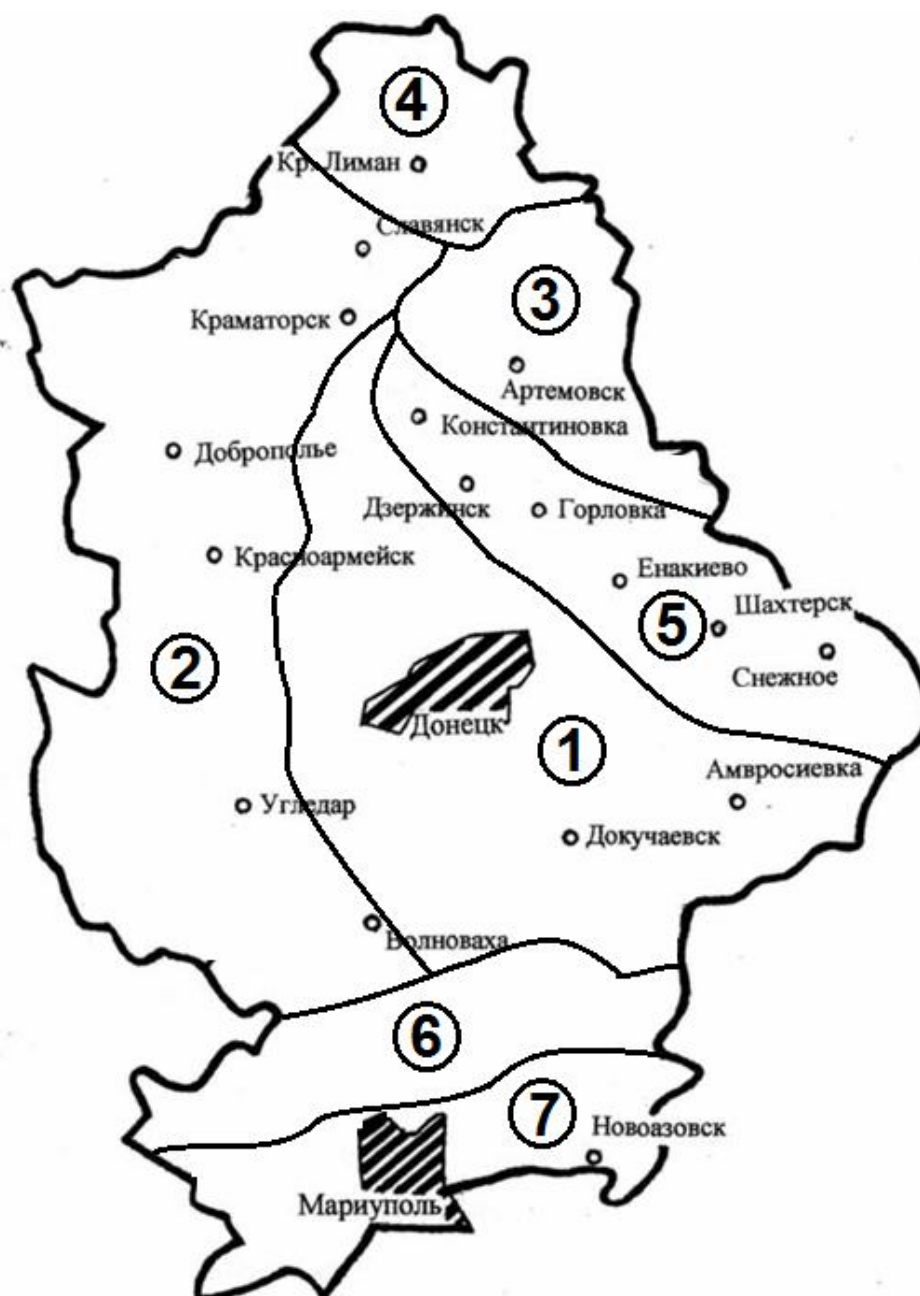 4
Кр. Лиман
Славянск
3
Краматорск
Артемовск
Константиновка
Доброполье
Дзержинск
Горловка
Красноармейск
Енакиево
Шахтерск
5
2
Снежное
Донецк
1
Амвросиевка
Угледар
Докучаевск
Волноваха
6
7
Новоазовск
Мариуполь